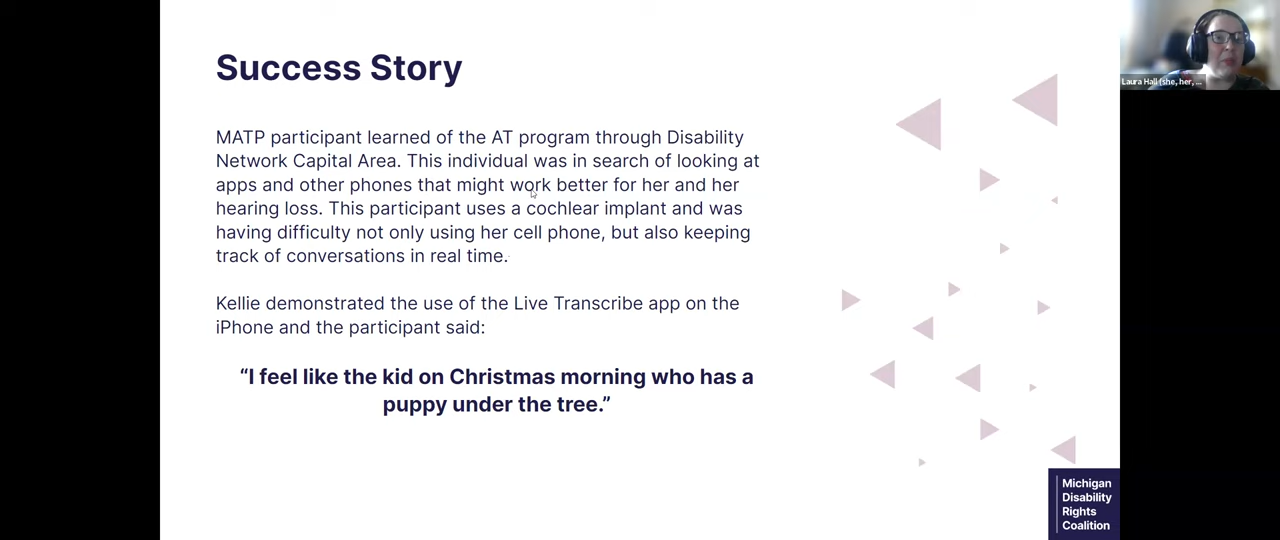 Success Story
MATP participant learned of the AT program through Disability
Network Capital Area. This individual was in search of looking at
apps and other phones that might work better for her and her
hearing loss. This participant uses a cochlear implant and was
having difficulty not only using her cell phone, but also keeping
track of conversations in real time.
Kellie demonstrated the use of the Live Transcribe app on the
iPhone and the participant said:
“I feel like the kid on Christmas morning who has a
puppy under the tree.”
Laura Hall (she, her, ...
Michigan
Disability
Rights
Coalition